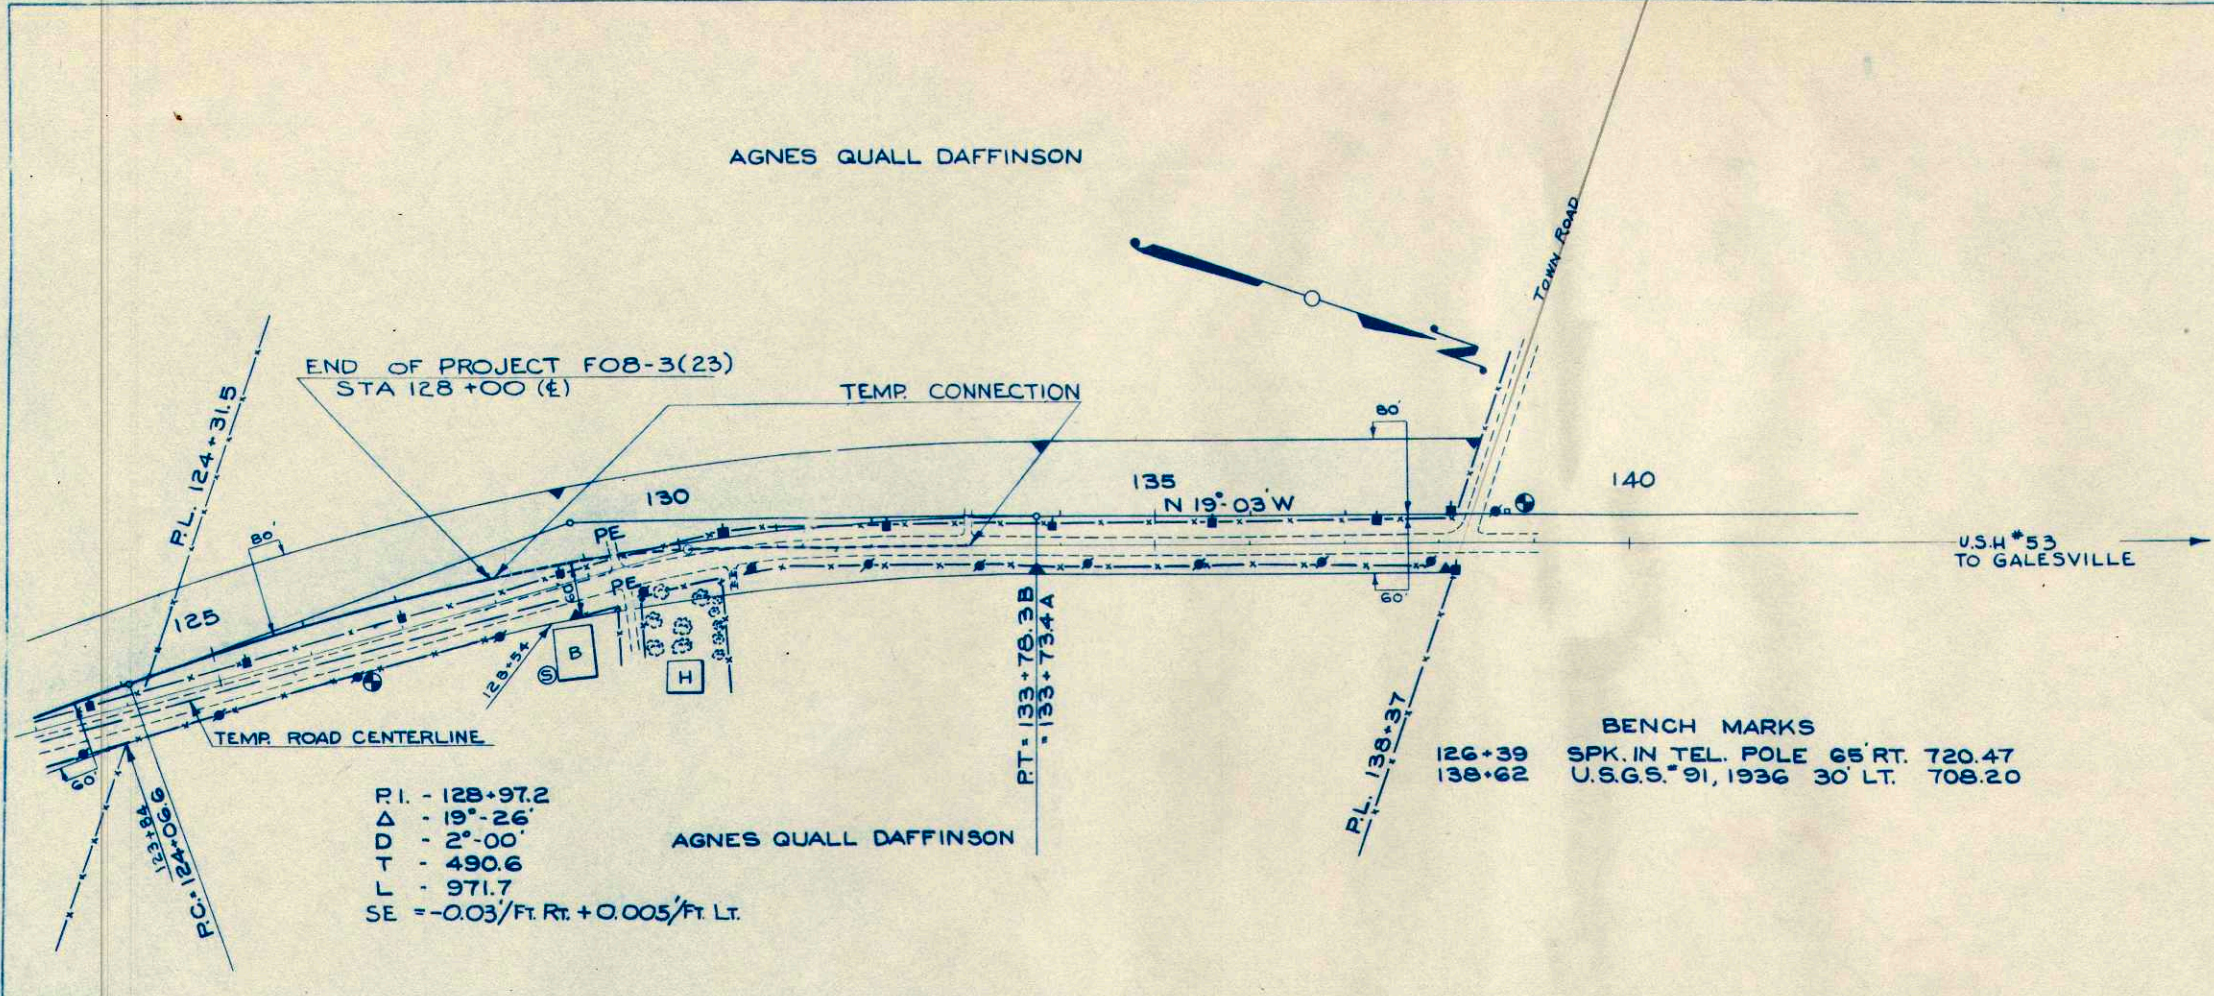 AGNES QUALL DAFFINSON
TOWN ROAD
N
END OF PROJECT F08-3(23)
STA 128+00 (℄)
TEMP. CONNECTION
P.L. 124+31.5
80'
80'
125
130
135
140
N 19°-03' W
PE
PE
P.E.
60'
60'
60'
U.S.H #53
TO GALESVILLE
128+54
S
B
H
TEMP. ROAD CENTERLINE
P.T. = 133+78.3B
= 133+73.4A
P.L. 138+37
123+84
P.C. = 124+06.6
P.I. - 128+97.2
Δ - 19°-26'
D - 2°-00'
T - 490.6
L - 971.7
SE = -0.03'/FT. RT. + 0.005'/FT. LT.
AGNES QUALL DAFFINSON
BENCH MARKS
126+39 SPK. IN TEL. POLE 65' RT. 720.47
138+62 U.S.G.S. #91, 1936 30' LT. 708.20